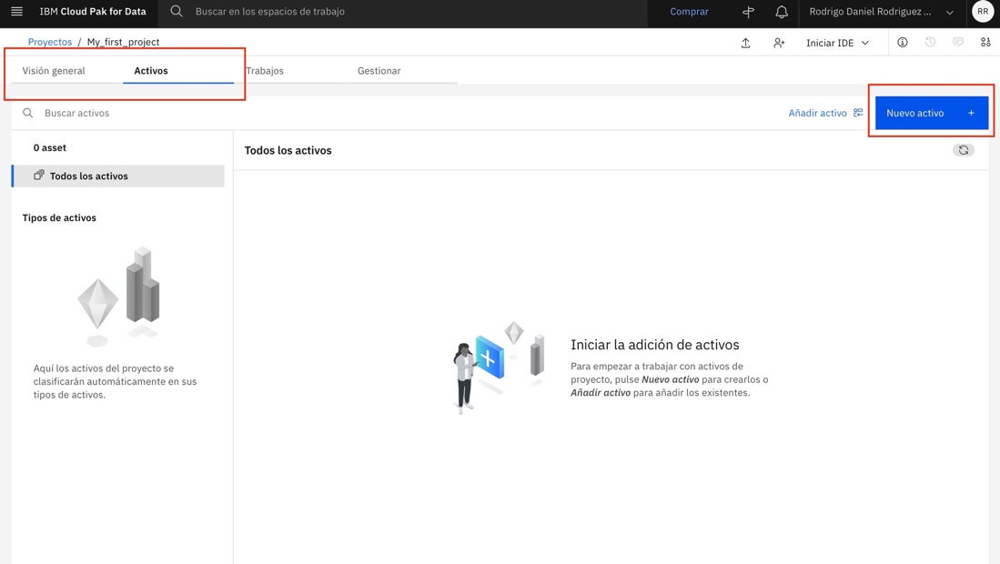 IBM Cloud Pak for Data
Buscar en los espacios de trabajo
Comprar
Rodrigo Daniel Rodriguez ...
RR
Proyectos / My_first_project
Iniciar IDE
Visión general
Activos
Trabajos
Gestionar
Buscar activos
Añadir activo
Nuevo activo +
0 asset
Todos los activos
Tipos de activos
Aquí los activos del proyecto se
clasificarán automáticamente en sus
tipos de activos.
Todos los activos
Iniciar la adición de activos
Para empezar a trabajar con activos de
proyecto, pulse Nuevo activo para crearlos o
Añadir activo para añadir los existentes.